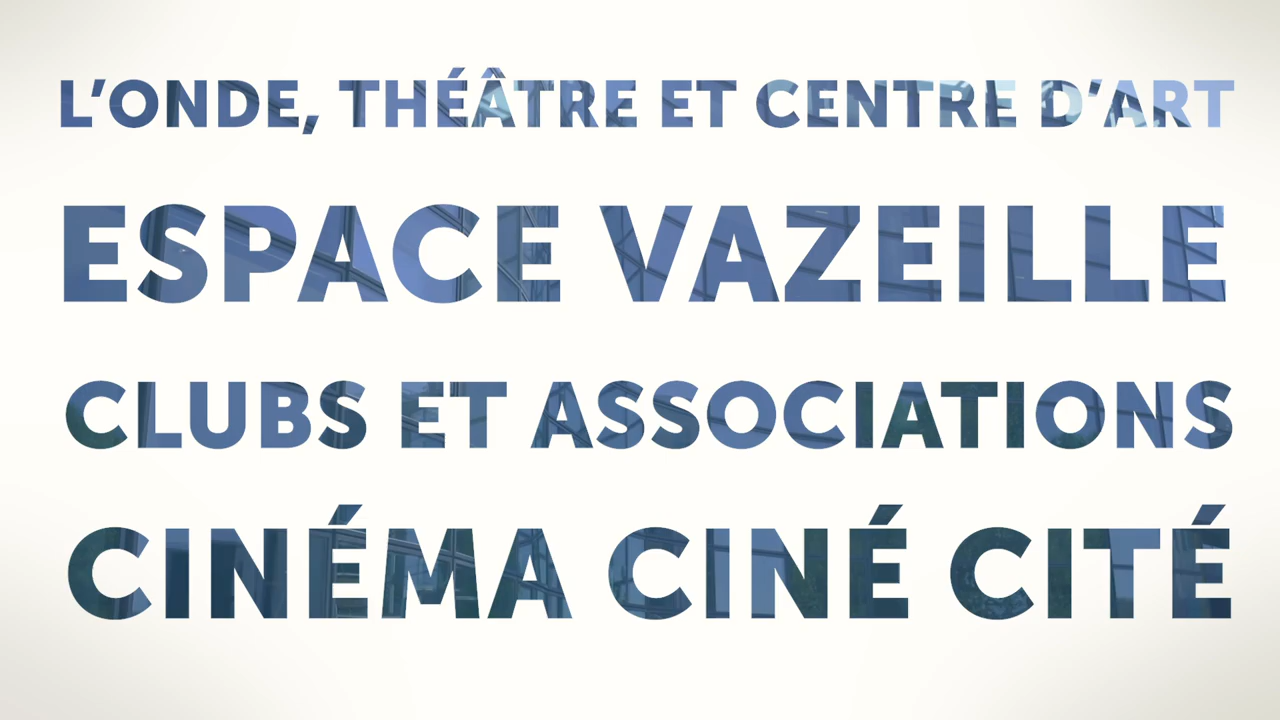 L'ONDE, THÉÂTRE ET CENTRE D'ART
ESPACE VAZEILLE
CLUBS ET ASSOCIATIONS
CINÉMA CINÉ CITÉ